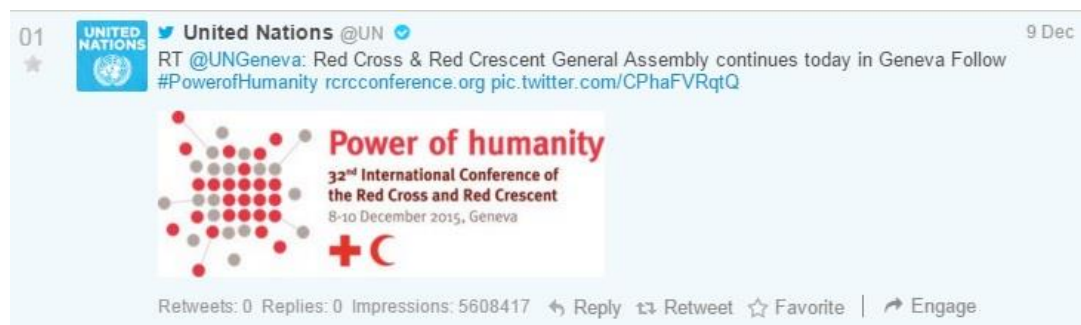 01
UNITED
NATIONS
United Nations @UN
9 Dec
RT @UNGeneva: Red Cross & Red Crescent General Assembly continues today in Geneva Follow
#PowerofHumanity rcrcconference.org pic.twitter.com/CPhaFVRqtQ
Power of humanity
32nd International Conference of
the Red Cross and Red Crescent
8-10 December 2015, Geneva
Retweets: 0 Replies: 0 Impressions: 5608417 Reply Retweet Favorite | Engage